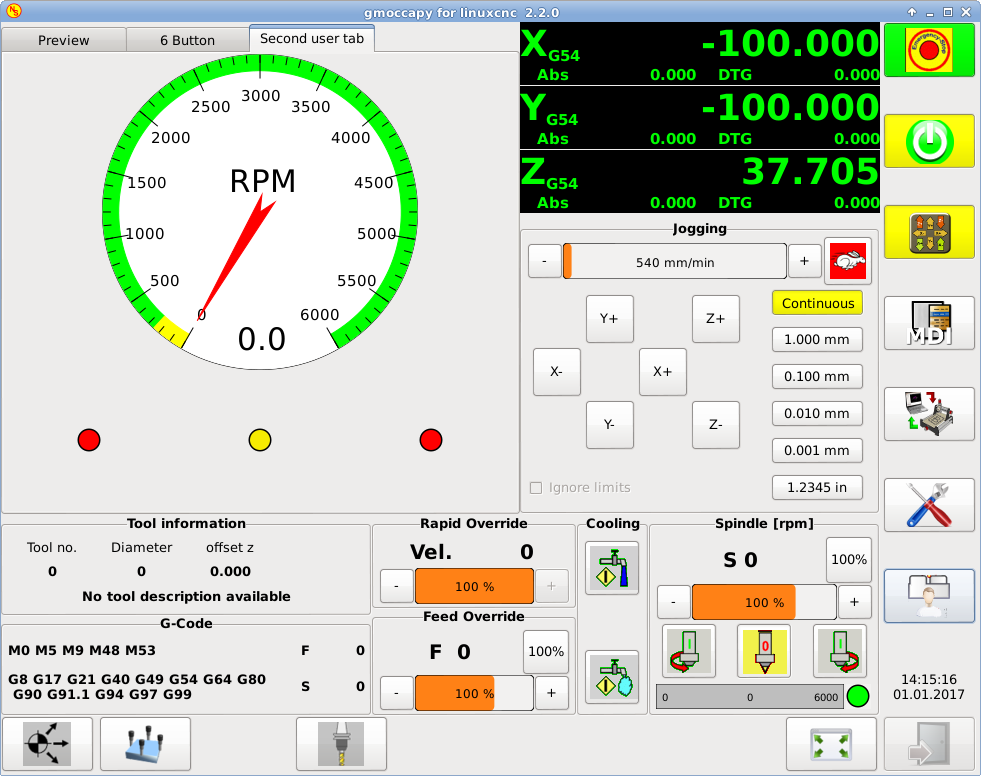 gmoccapy for linuxcnc 2.2.0
Preview
6 Button
Second user tab
3000
2500
3500
2000
4000
RPM
1500
4500
1000
5000
500
5500
0
6000
0.0
X G54 -100.000
Abs 0.000 DTG 0.000
Y G54 -100.000
Abs 0.000 DTG 0.000
Z G54 37.705
Abs 0.000 DTG 0.000
Emergency-Stop
Jogging
- 540 mm/min +
Continuous
Y+ Z+
1.000 mm
X- X+
0.100 mm
0.010 mm
Y- Z-
0.001 mm
Ignore limits
1.2345 in
MDI
Tool information
Tool no. Diameter offset z
0 0 0.000
No tool description available
G-Code
M0 M5 M9 M48 M53
F 0
G8 G17 G21 G40 G49 G54 G64 G80
G90 G91.1 G94 G97 G99
S 0
Rapid Override
Vel. 0
- 100 % +
Feed Override
F 0 100%
- 100 % +
Cooling
Spindle [rpm]
S 0 100%
- 100 % +
I 0 I
0 0 6000
14:15:16
01.01.2017